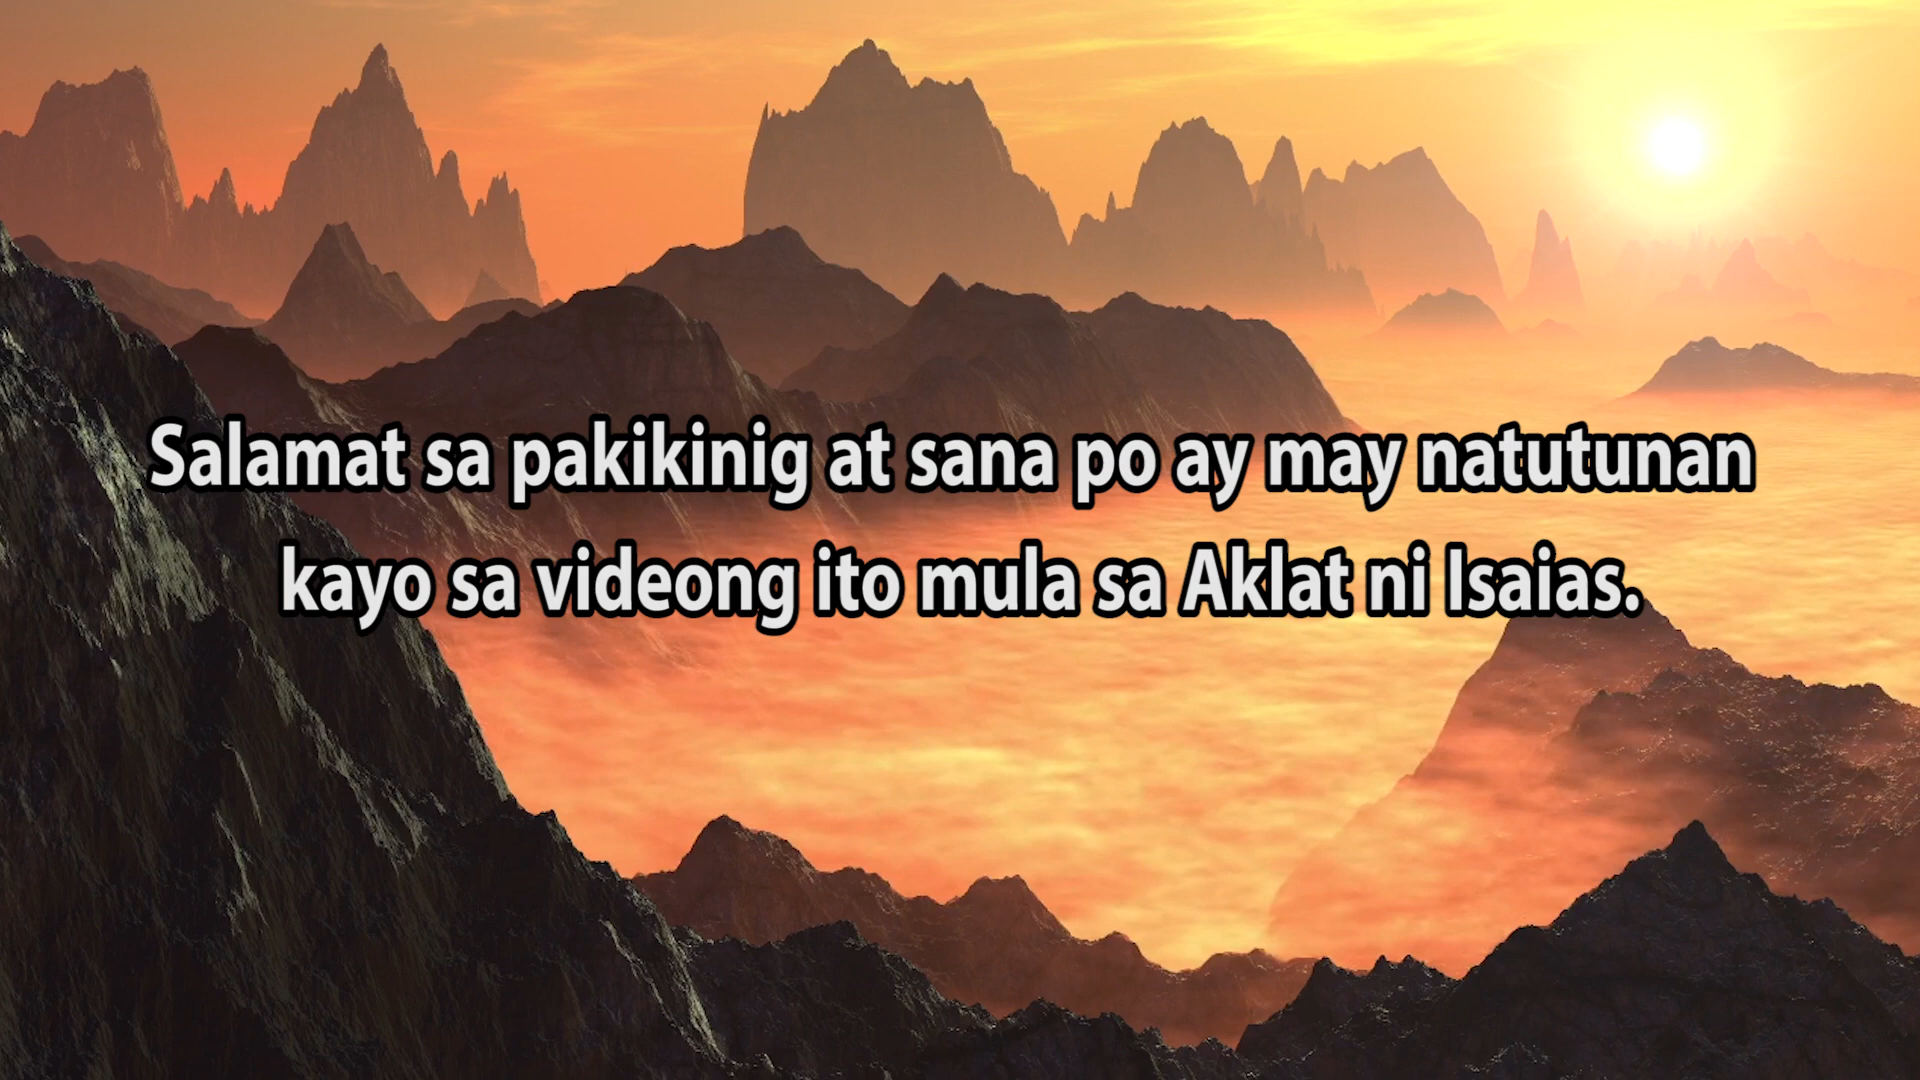 Salamat sa pakikinig at sana po ay may natutunan
kayo sa videong ito mula sa Aklat ni Isaias.